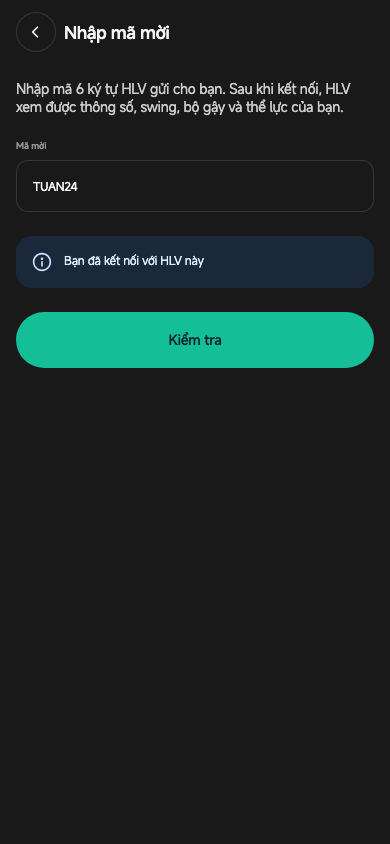 Nhập mã mời
Nhập mã 6 ký tự HLV gửi cho bạn. Sau khi kết nối, HLV
xem được thông số, swing, bộ gậy và thể lực của bạn.
Mã mời
TUAN24
Bạn đã kết nối với HLV này
Kiểm tra